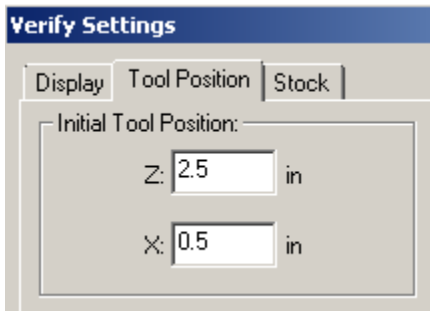 Verify Settings
Display Tool Position Stock
Initial Tool Position:
Z: 2.5 in
X: 0.5 in